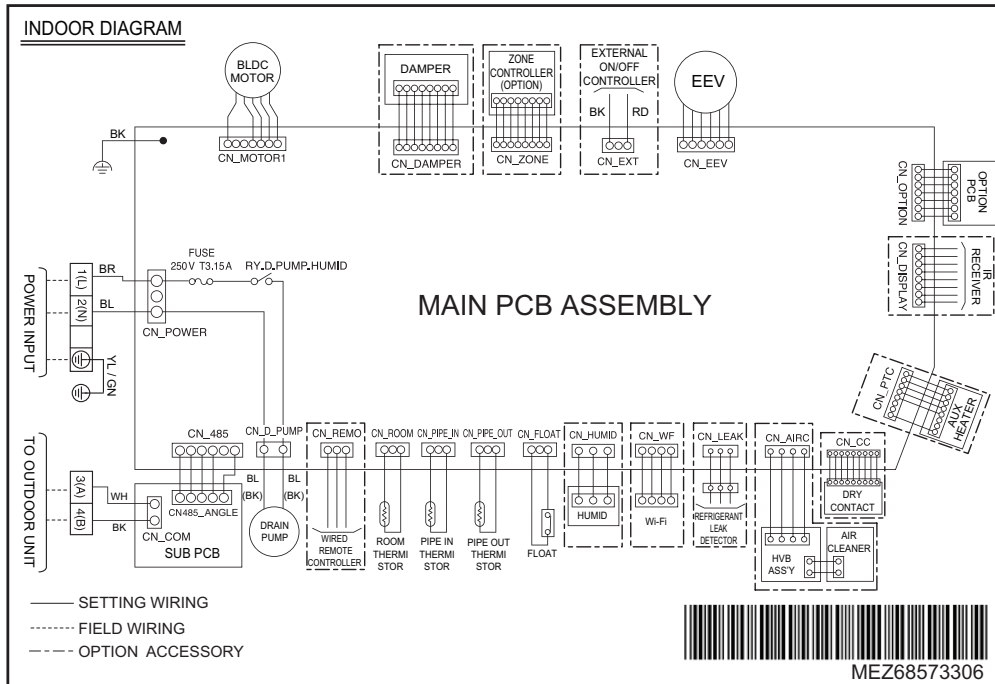 INDOOR DIAGRAM
BLDC
MOTOR
CN_MOTOR1
DAMPER
CN_DAMPER
ZONE
CONTROLLER
(OPTION)
CN_ZONE
EXTERNAL
ON/OFF
CONTROLLER
BK
RD
CN_EXT
EEV
CN_EEV
BK
CN_OPTION
OPTION
PCB
CN_DISPLAY
IR
RECEIVER
CN_PTC
AUX
HEATER
POWER INPUT
1(L)
2(N)
BR
BL
YL / GN
CN_POWER
FUSE
250V T3.15A
RY.D.PUMP.HUMID
MAIN PCB ASSEMBLY
TO OUTDOOR UNIT
3(A)
4(B)
WH
BK
CN_COM
CN_485
CN485_ANGLE
SUB PCB
CN_D_PUMP
BL
(BK)
BL
(BK)
DRAIN
PUMP
CN_REMO
WIRED
REMOTE
CONTROLLER
CN_ROOM
ROOM
THERMI
STOR
CN_PIPE_IN
PIPE IN
THERMI
STOR
CN_PIPE_OUT
PIPE OUT
THERMI
STOR
CN_FLOAT
FLOAT
CN_HUMID
HUMID
CN_WF
Wi-Fi
CN_LEAK
REFRIGERANT
LEAK
DETECTOR
CN_AIRC
HVB
ASS'Y
AIR
CLEANER
CN_CC
DRY
CONTACT
SETTING WIRING
FIELD WIRING
OPTION ACCESSORY
MEZ68573306